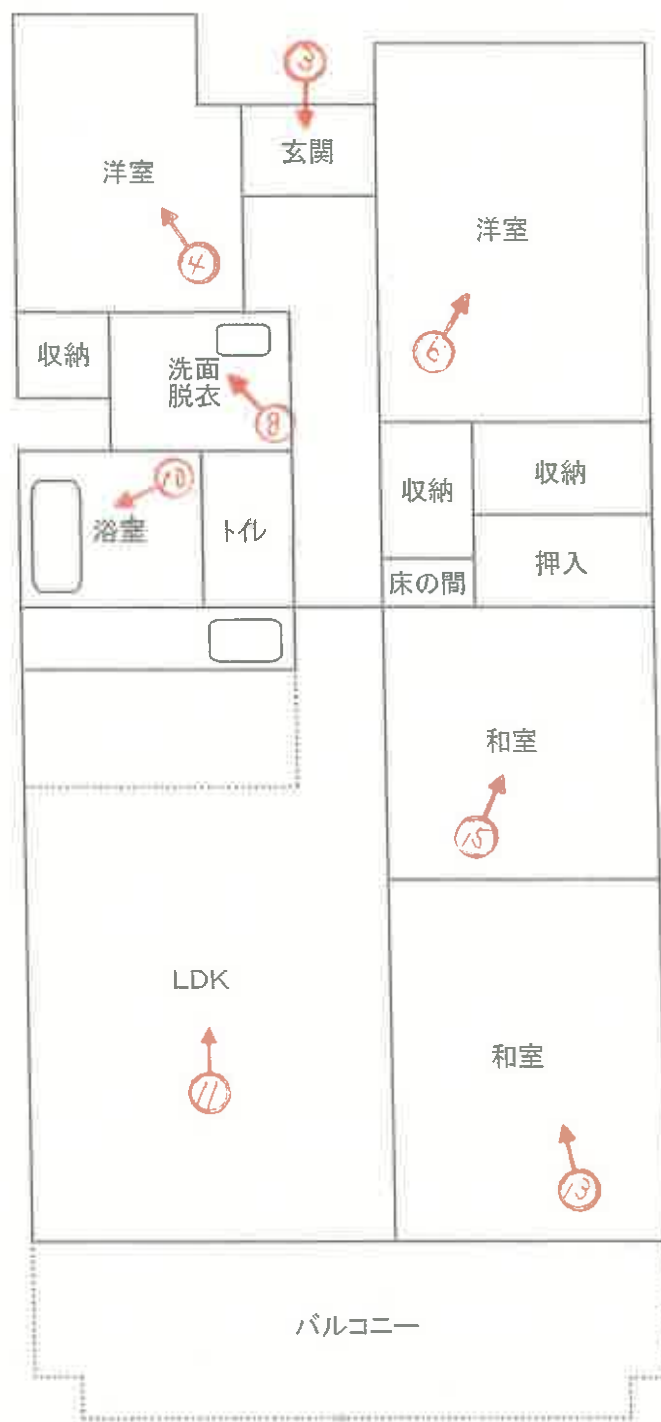 ③
玄関
洋室
④
洋室
⑥
収納
洗面
脱衣
⑧
⑩
浴室
トイレ
収納
収納
押入
床の間
和室
⑮
LDK
⑪
和室
⑬
バルコニー